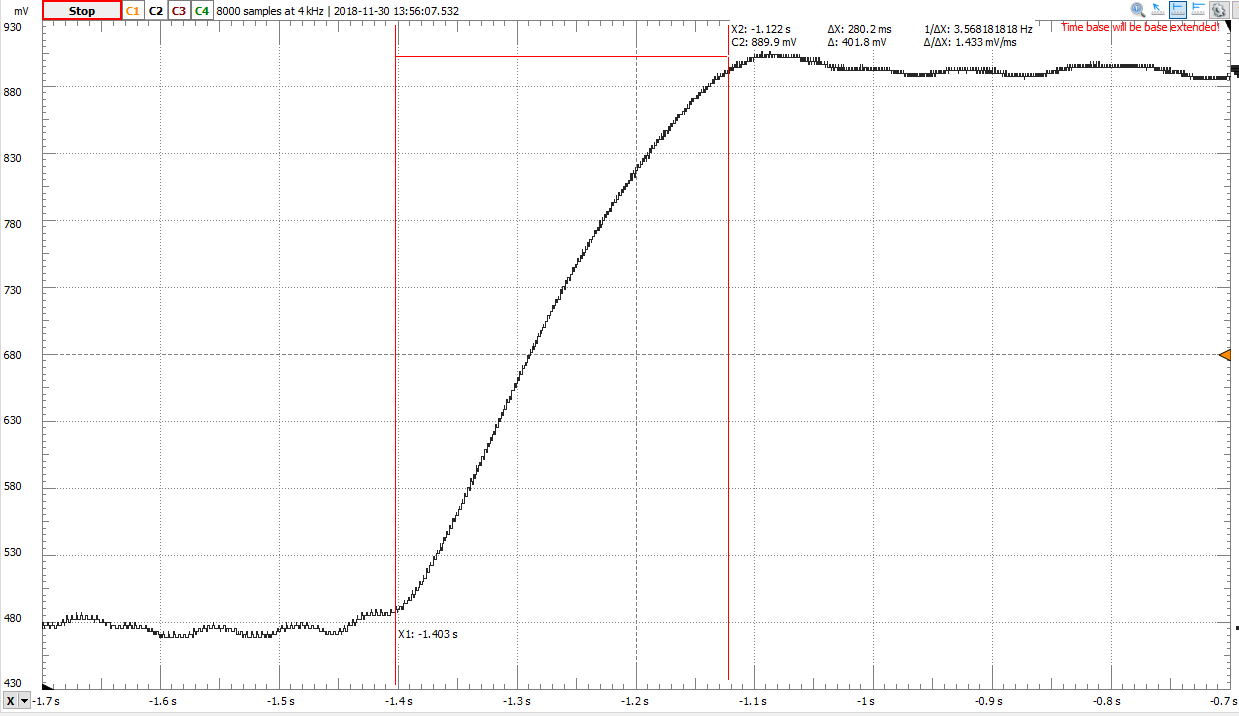 mV Stop C1 C2 C3 C4 8000 samples at 4 kHz | 2018-11-30 13:56:07.532
930
X2: -1.122 s ΔX: 280.2 ms 1/ΔX: 3.568181818 Hz Time base will be base extended!
C2: 889.9 mV Δ: 401.8 mV Δ/ΔX: 1.433 mV/ms
880
830
780
730
680
630
580
530
480
X1: -1.403 s
430
X -1.7 s -1.6 s -1.5 s -1.4 s -1.3 s -1.2 s -1.1 s -1 s -0.9 s -0.8 s -0.7 s